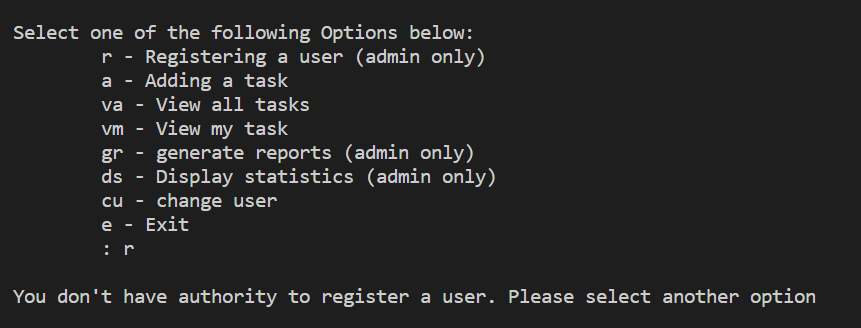 Select one of the following Options below:
r - Registering a user (admin only)
a - Adding a task
va - View all tasks
vm - View my task
gr - generate reports (admin only)
ds - Display statistics (admin only)
cu - change user
e - Exit
: r
You don't have authority to register a user. Please select another option